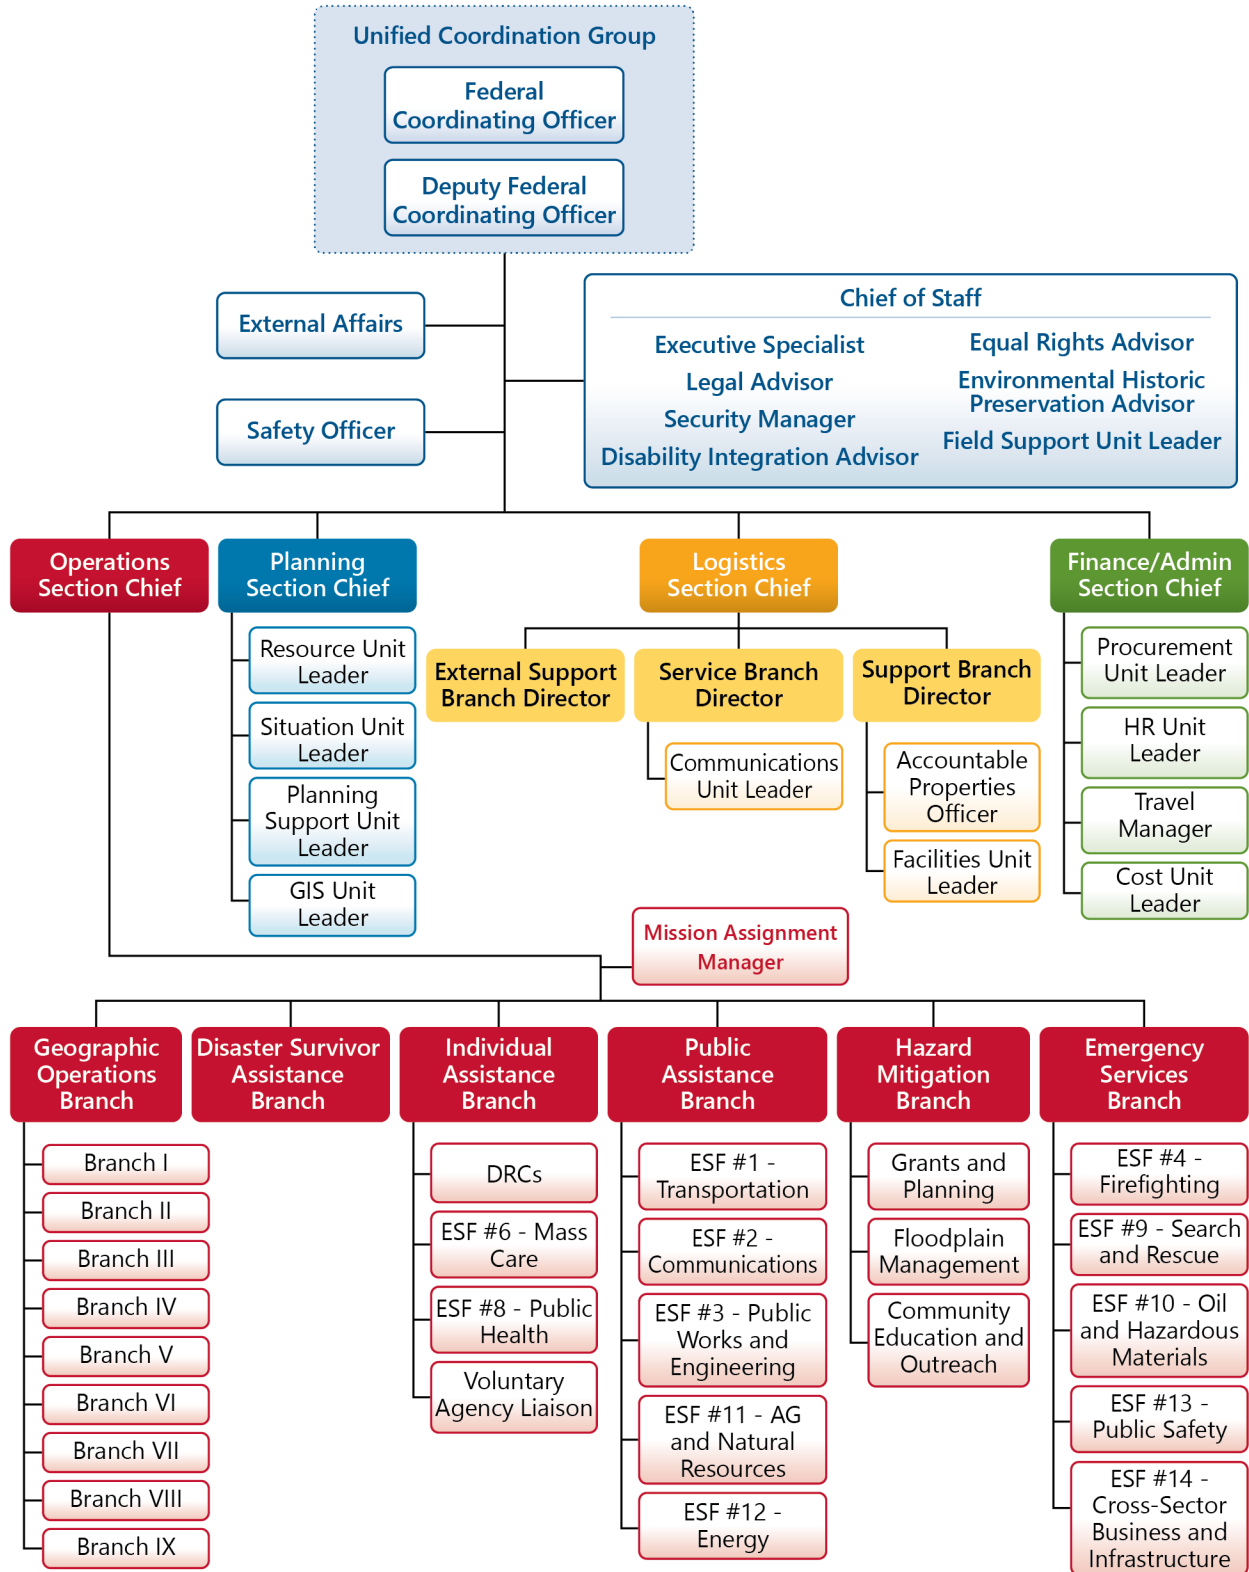 Unified Coordination Group
Federal
Coordinating Officer
Deputy Federal
Coordinating Officer
External Affairs
Safety Officer
Chief of Staff
Executive Specialist
Legal Advisor
Security Manager
Disability Integration Advisor
Equal Rights Advisor
Environmental Historic
Preservation Advisor
Field Support Unit Leader
Operations
Section Chief
Planning
Section Chief
Resource Unit
Leader
Situation Unit
Leader
Planning
Support Unit
Leader
GIS Unit
Leader
Logistics
Section Chief
External Support
Branch Director
Service Branch
Director
Communications
Unit Leader
Support Branch
Director
Accountable
Properties
Officer
Facilities Unit
Leader
Finance/Admin
Section Chief
Procurement
Unit Leader
HR Unit
Leader
Travel
Manager
Cost Unit
Leader
Mission Assignment
Manager
Geographic
Operations
Branch
Branch I
Branch II
Branch III
Branch IV
Branch V
Branch VI
Branch VII
Branch VIII
Branch IX
Disaster Survivor
Assistance
Branch
Individual
Assistance
Branch
DRCs
ESF #6 - Mass
Care
ESF #8 - Public
Health
Voluntary
Agency Liaison
Public
Assistance
Branch
ESF #1 -
Transportation
ESF #2 -
Communications
ESF #3 - Public
Works and
Engineering
ESF #11 - AG
and Natural
Resources
ESF #12 -
Energy
Hazard
Mitigation
Branch
Grants and
Planning
Floodplain
Management
Community
Education and
Outreach
Emergency
Services
Branch
ESF #4 -
Firefighting
ESF #9 - Search
and Rescue
ESF #10 - Oil
and Hazardous
Materials
ESF #13 -
Public Safety
ESF #14 -
Cross-Sector
Business and
Infrastructure